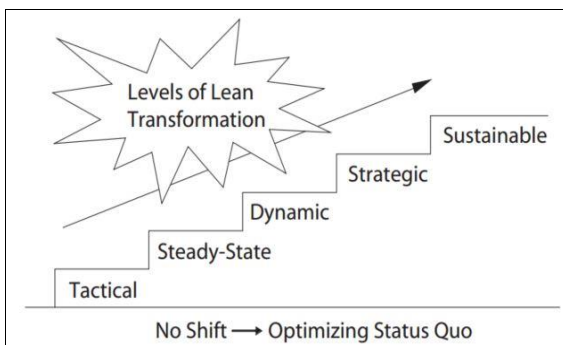 Levels of Lean
Transformation
Sustainable
Strategic
Dynamic
Steady-State
Tactical
No Shift → Optimizing Status Quo